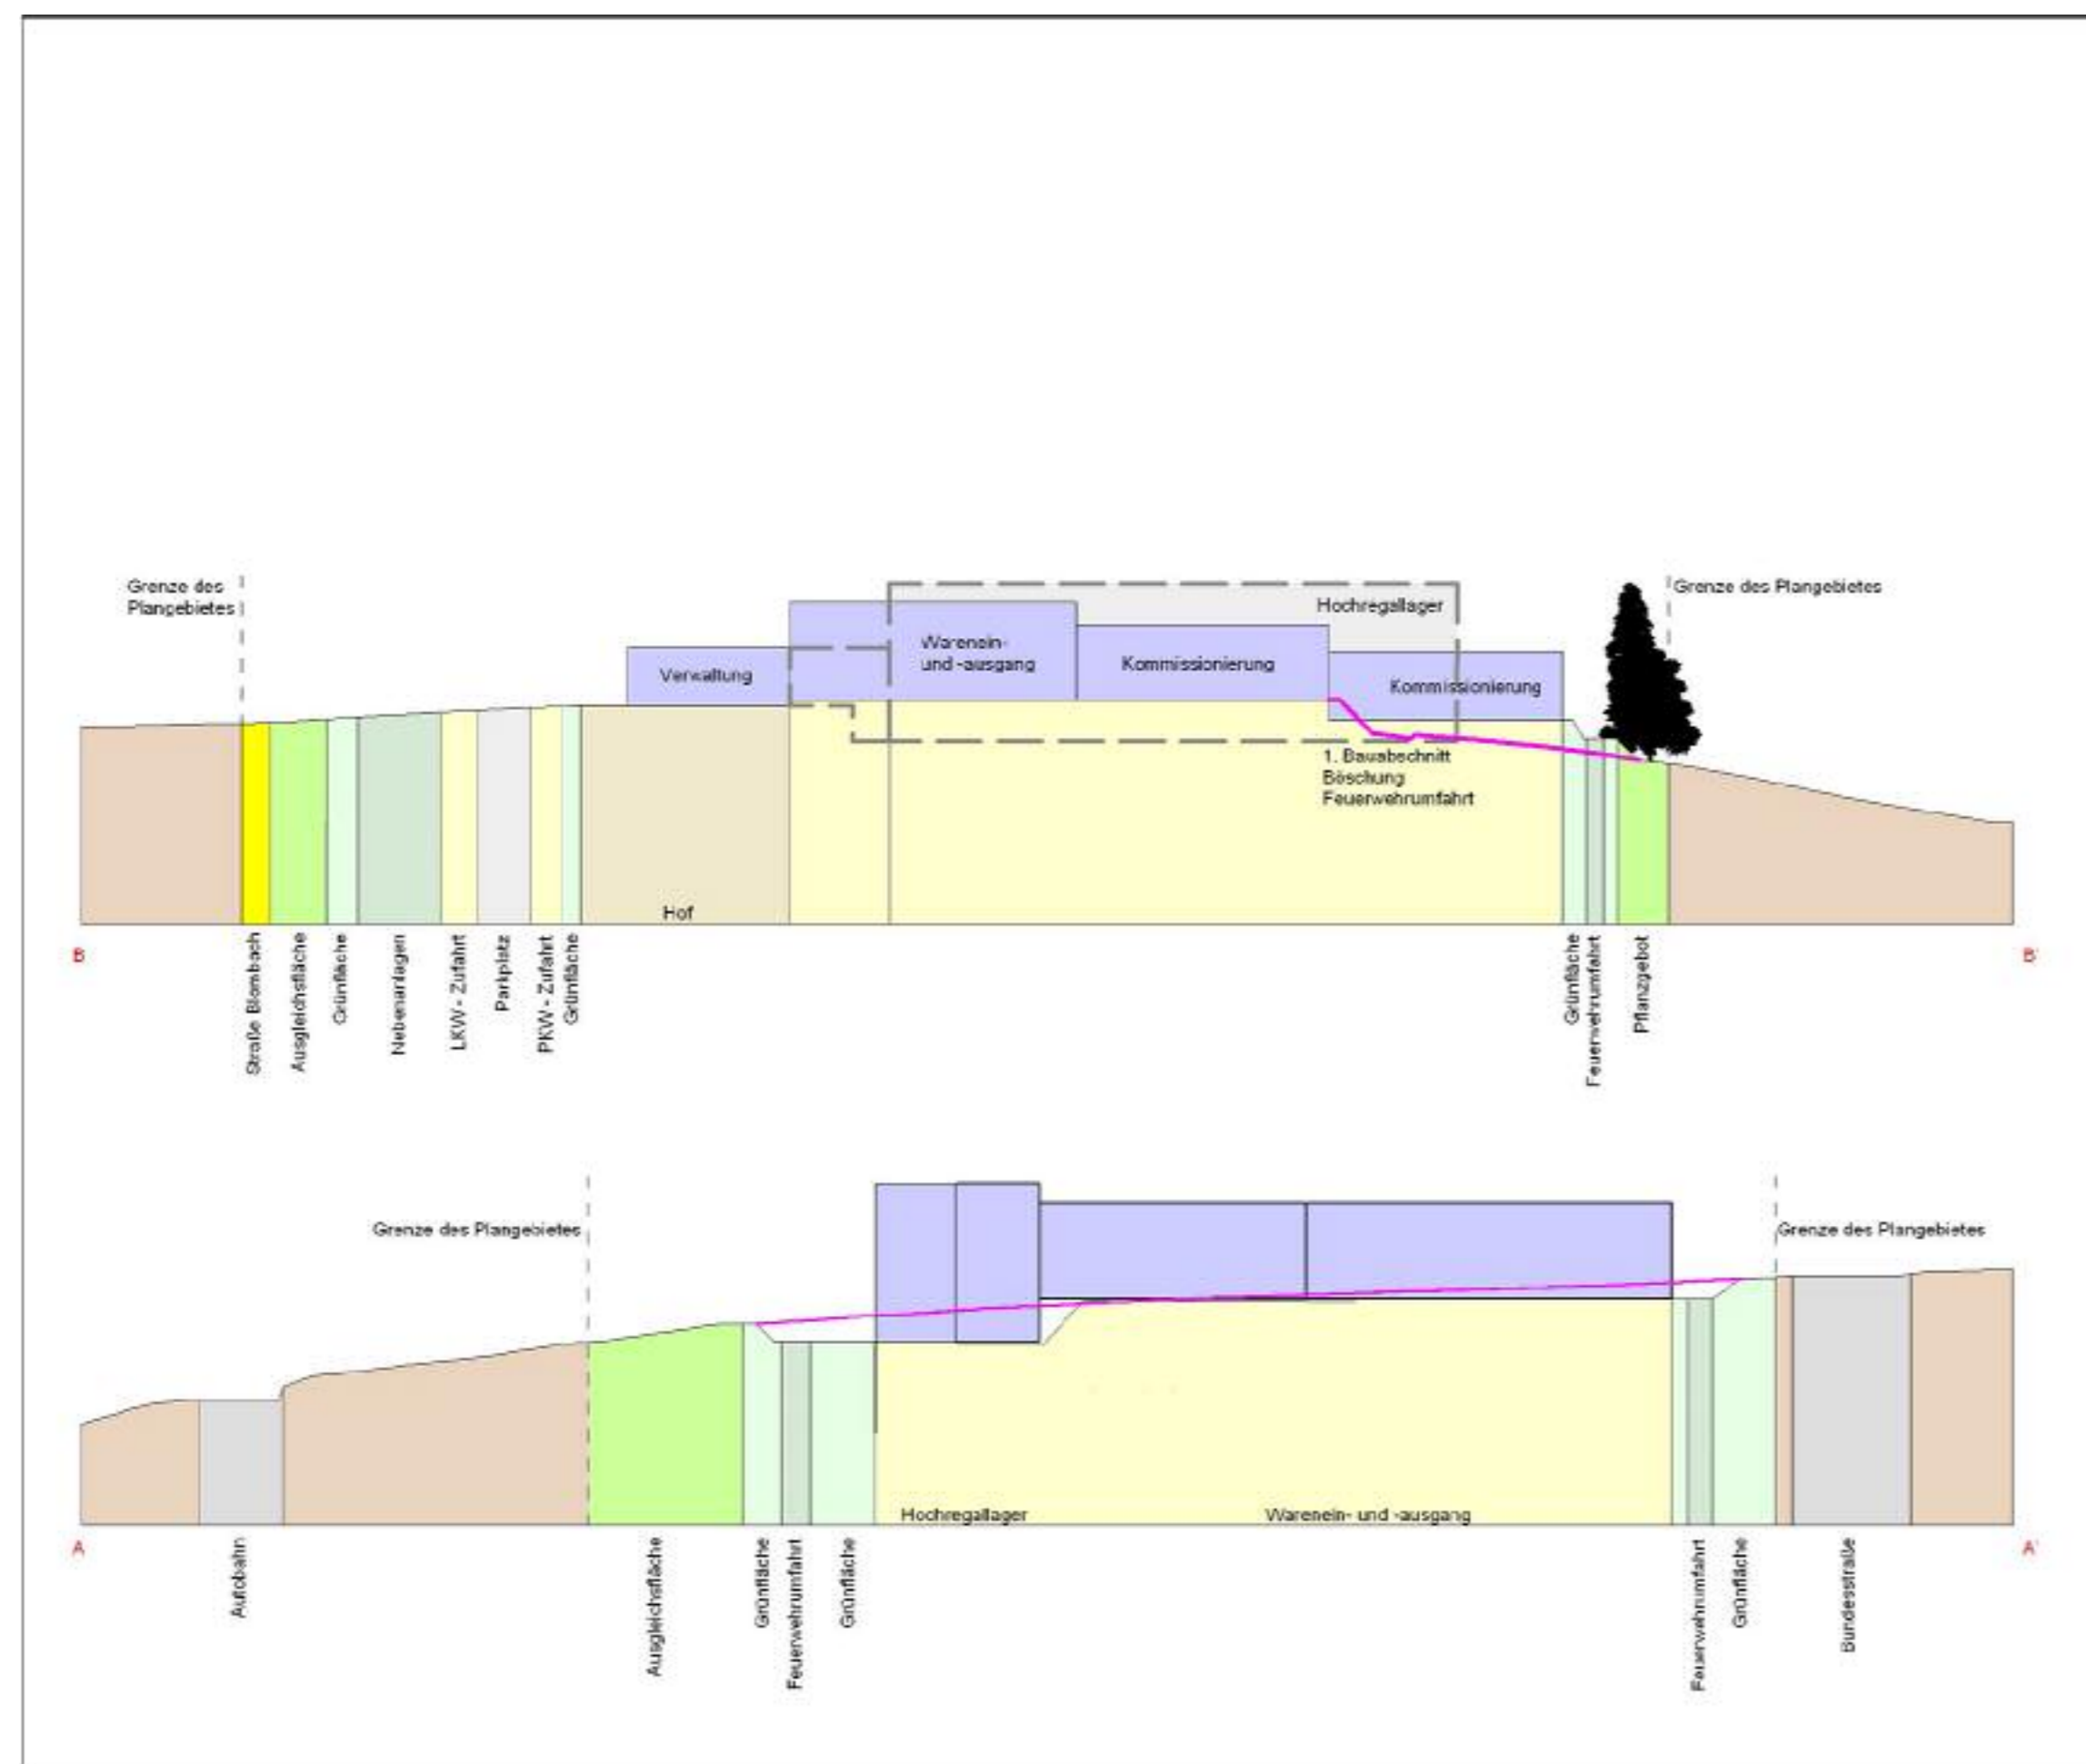 Grenze des
Plangebietes
Grenze des Plangebietes
Hochregallager
Warenein-
und -ausgang
Verwaltung
Kommissionierung
Kommissionierung
1. Bauabschnitt
Böschung
Feuerwehrumfahrt
Hof
B
B'
Straße Blombach
Ausgleichsfläche
Grünfläche
Nebenanlagen
LKW - Zufahrt
Parkplatz
PKW - Zufahrt
Grünfläche
Grünfläche
Feuerwehrumfahrt
Pflanzgebot
Grenze des Plangebietes
Grenze des Plangebietes
Hochregallager
Warenein- und -ausgang
A
A'
Autobahn
Ausgleichsfläche
Grünfläche
Feuerwehrumfahrt
Grünfläche
Feuerwehrumfahrt
Grünfläche
Bundesstraße